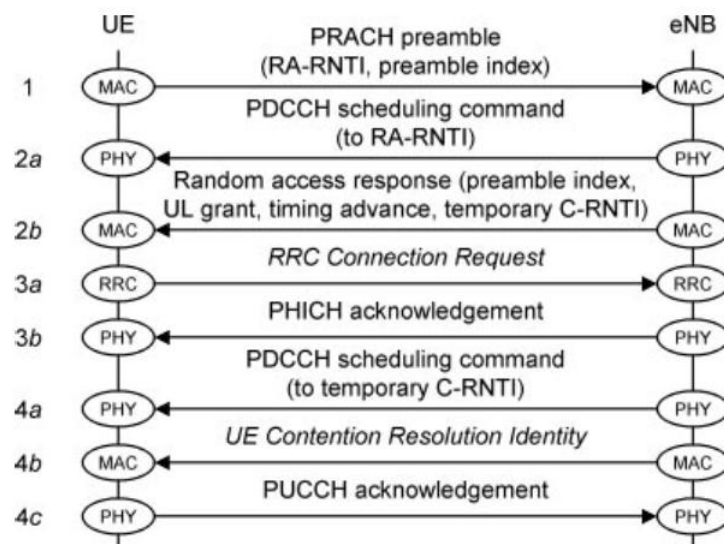 UE eNB
PRACH preamble
(RA-RNTI, preamble index)
1 MAC MAC
PDCCH scheduling command
(to RA-RNTI)
2a PHY PHY
Random access response (preamble index,
UL grant, timing advance, temporary C-RNTI)
2b MAC MAC
RRC Connection Request
3a RRC RRC
PHICH acknowledgement
3b PHY PHY
PDCCH scheduling command
(to temporary C-RNTI)
4a PHY PHY
UE Contention Resolution Identity
4b MAC MAC
PUCCH acknowledgement
4c PHY PHY